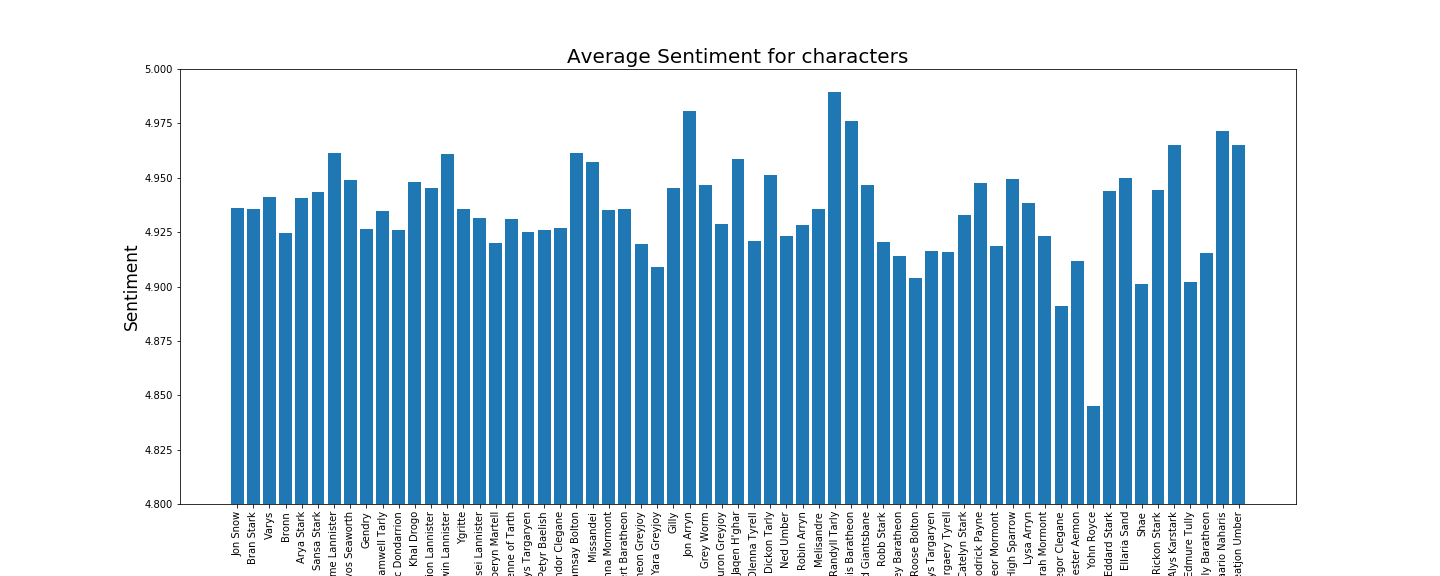 Average Sentiment for characters
Sentiment
5.000
4.975
4.950
4.925
4.900
4.875
4.850
4.825
4.800
Jon Snow
Bran Stark
Varys
Bronn
Arya Stark
Sansa Stark
me Lannister
vos Seaworth
Gendry
amwell Tarly
c Dondarrion
Khal Drogo
ion Lannister
win Lannister
Ygritte
sei Lannister
beryn Martell
enne of Tarth
ys Targaryen
Petyr Baelish
ndor Clegane
amsay Bolton
Missandei
nna Mormont
ert Baratheon
heon Greyjoy
Yara Greyjoy
Gilly
Jon Arryn
Grey Worm
uron Greyjoy
Jaqen H'ghar
Olenna Tyrell
Dickon Tarly
Ned Umber
Robin Arryn
Melisandre
Randyll Tarly
is Baratheon
d Giantsbane
Robb Stark
ey Baratheon
Roose Bolton
ys Targaryen
rgaery Tyrell
Catelyn Stark
odrick Payne
eor Mormont
High Sparrow
Lysa Arryn
rah Mormont
egor Clegane
ester Aemon
Yohn Royce
Eddard Stark
Ellaria Sand
Shae
Rickon Stark
Alys Karstark
Edmure Tully
ly Baratheon
aario Naharis
eatjon Umber